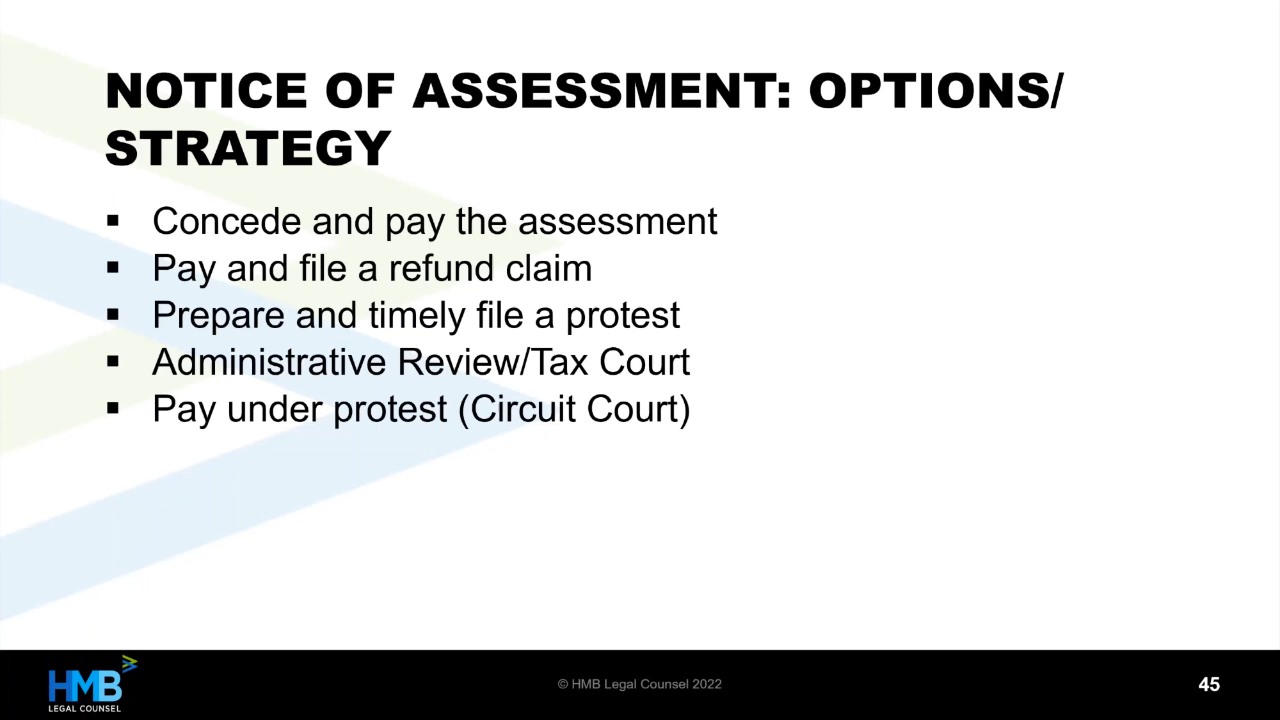 NOTICE OF ASSESSMENT: OPTIONS/
STRATEGY
▪ Concede and pay the assessment
▪ Pay and file a refund claim
▪ Prepare and timely file a protest
▪ Administrative Review/Tax Court
▪ Pay under protest (Circuit Court)
HMB
LEGAL COUNSEL
© HMB Legal Counsel 2022
45